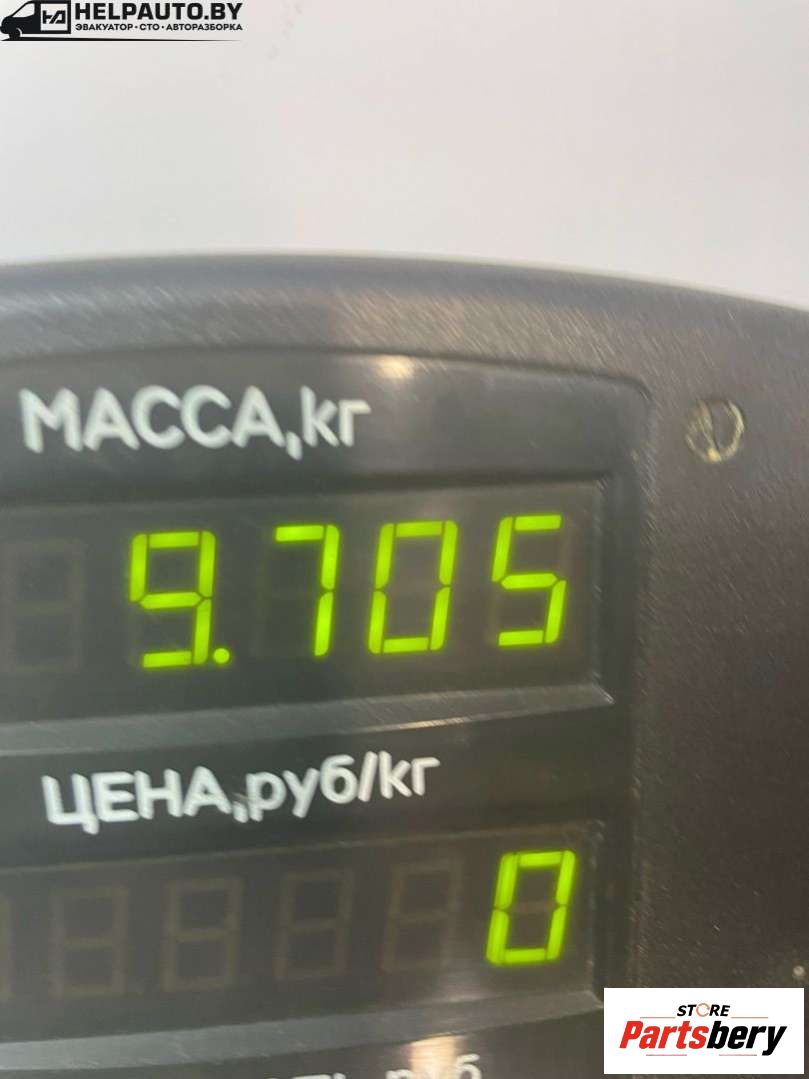 HELPAUTO.BY
ЭВАКУАТОР • СТО • АВТОРАЗБОРКА
МАССА,кг
9.705
ЦЕНА,руб/кг
0
STORE
Partsbery